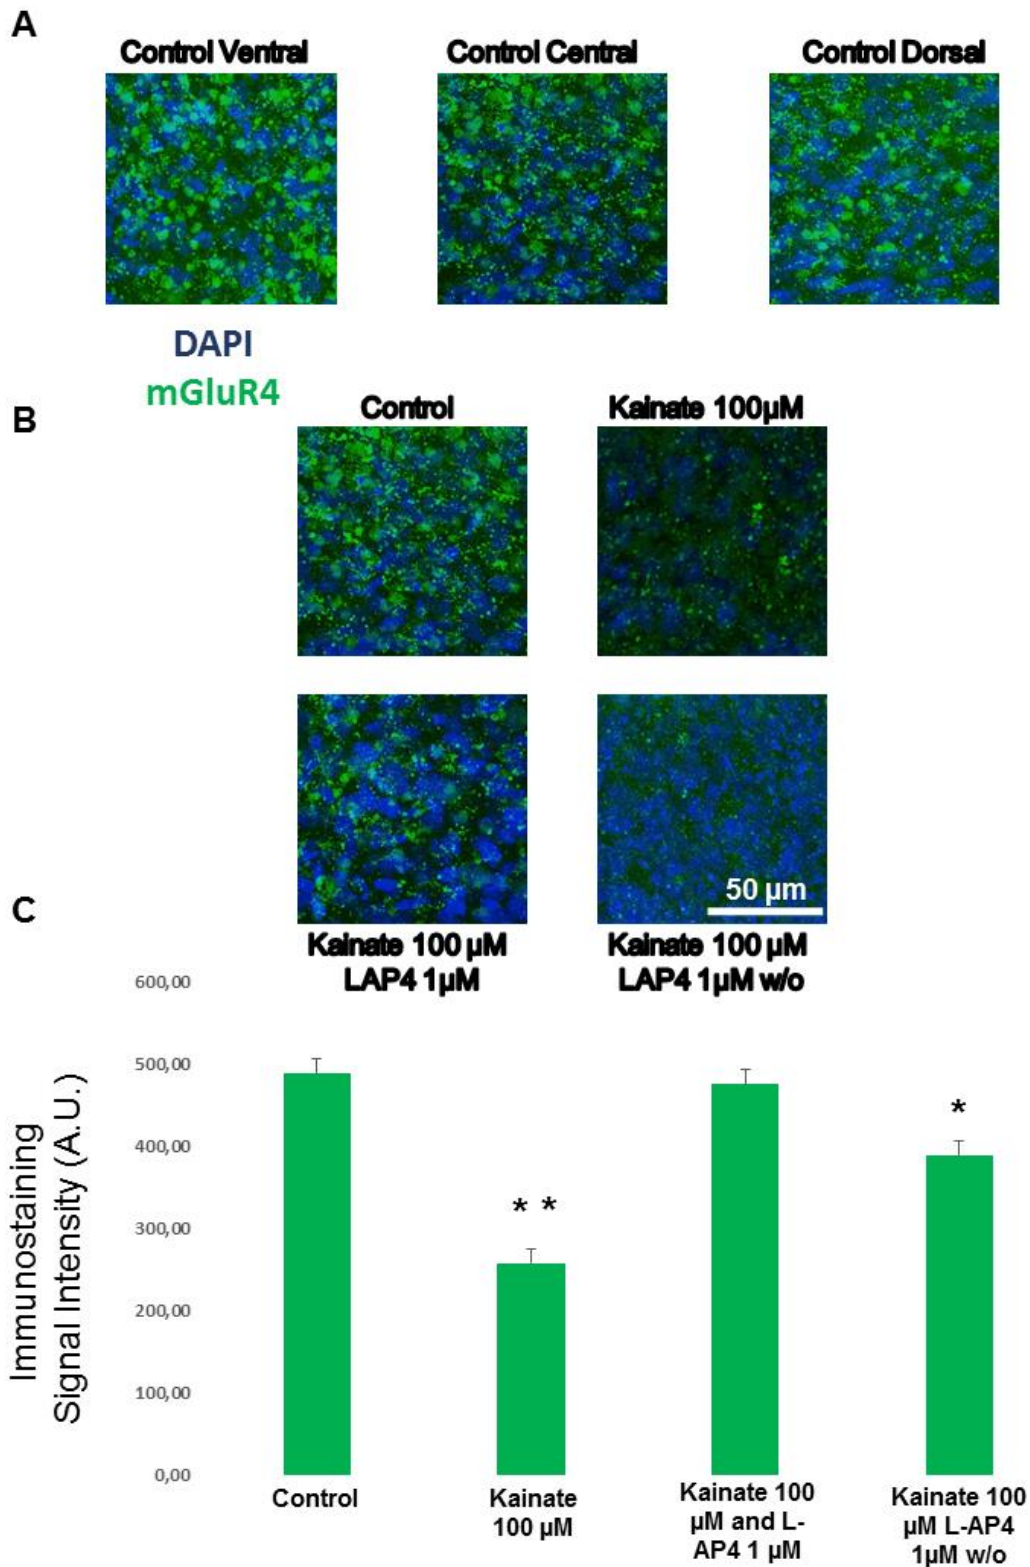 A
Control Ventral
Control Central
Control Dorsal
DAPI
mGluR4
B
Control
Kainate 100µM
50 µm
Kainate 100 µM
LAP4 1µM
Kainate 100 µM
LAP4 1µM w/o
C
Immunostaining
Signal Intensity (A.U.)
600,00
500,00
400,00
300,00
200,00
100,00
0,00
* *
*
Control
Kainate
100 µM
Kainate 100
µM and L-
AP4 1 µM
Kainate 100
µM L-AP4
1µM w/o